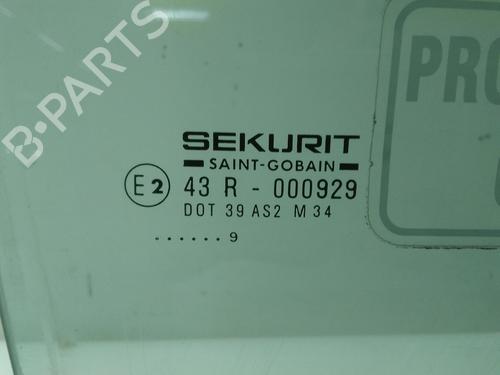 B-PARTS
PRO
SEKURIT
SAINT-GOBAIN
E2 43 R - 000929
DOT 39 AS2 M 34
...... 9